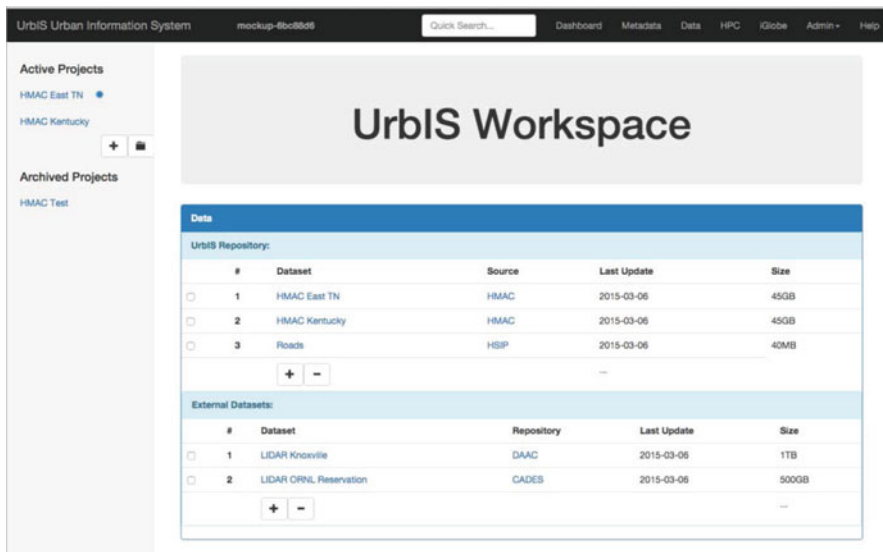 UrbIS Urban Information System mockup-6bc88d6 Quick Search... Dashboard Metadata Data HPC iGlobe Admin Help
Active Projects
HMAC East TN
HMAC Kentucky
+
Archived Projects
HMAC Test
UrbIS Workspace
Data
UrbIS Repository:
# Dataset Source Last Update Size
1 HMAC East TN HMAC 2015-03-06 45GB
2 HMAC Kentucky HMAC 2015-03-06 45GB
3 Roads HSIP 2015-03-06 40MB
+ − ...
External Datasets:
# Dataset Repository Last Update Size
1 LIDAR Knoxville DAAC 2015-03-06 1TB
2 LIDAR ORNL Reservation CADES 2015-03-06 500GB
+ − ...